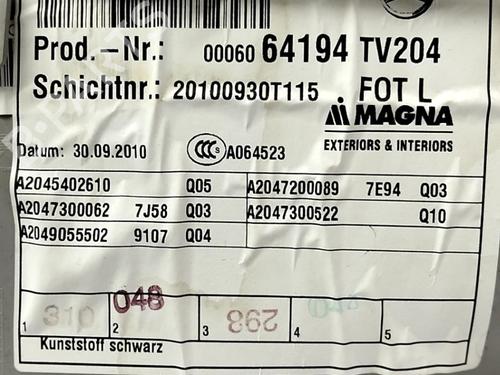 Prod.-Nr.: 00060 64194 TV204
Schichtnr.: 20100930T115 FOT L
MAGNA
EXTERIORS & INTERIORS
Datum: 30.09.2010 CCC S A064523
A2045402610 Q05 A2047200089 7E94 Q03
A2047300062 7J58 Q03 A2047300522 Q10
A2049055502 9107 Q04
1 310 2 048 3 298 4 5
Kunststoff schwarz